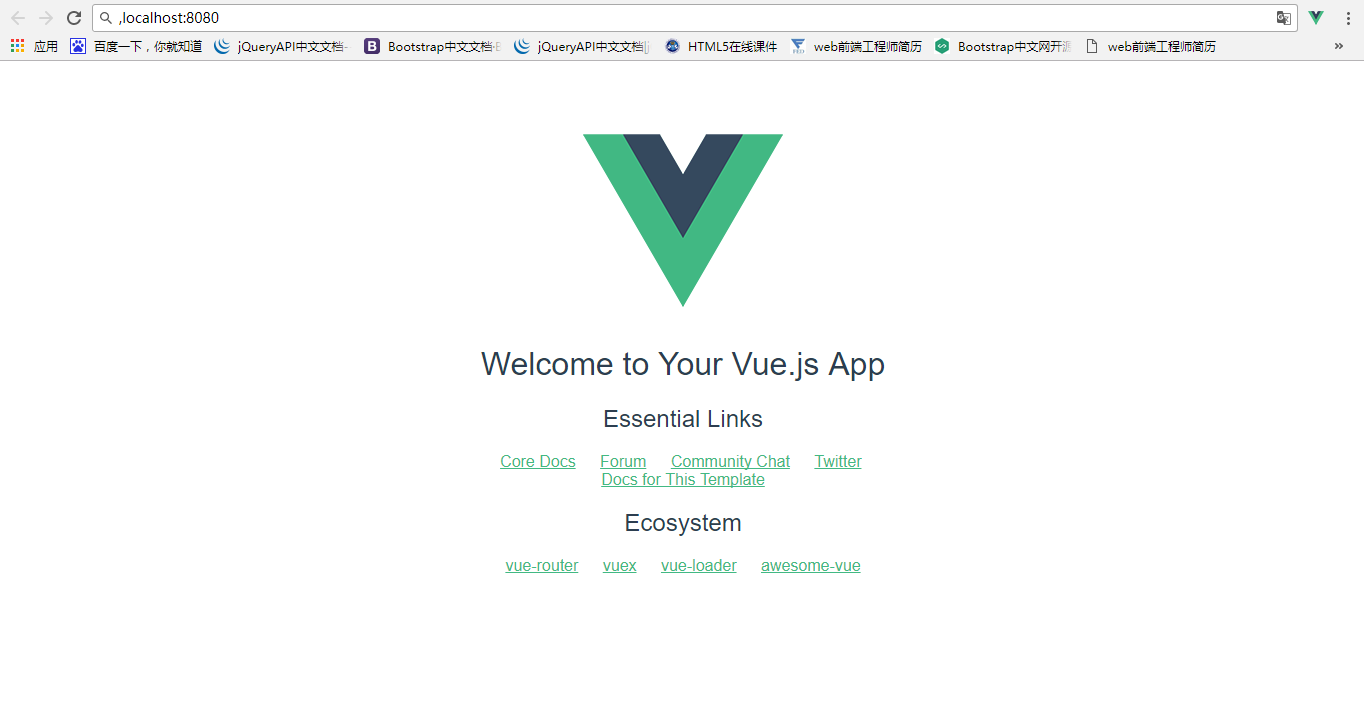 ,localhost:8080
应用 百度一下，你就知道 jQueryAPI中文文档- Bootstrap中文文档· jQueryAPI中文文档 HTML5在线课件 web前端工程师简历 Bootstrap中文网开源 web前端工程师简历 »
Welcome to Your Vue.js App
Essential Links
Core Docs Forum Community Chat Twitter
Docs for This Template
Ecosystem
vue-router vuex vue-loader awesome-vue